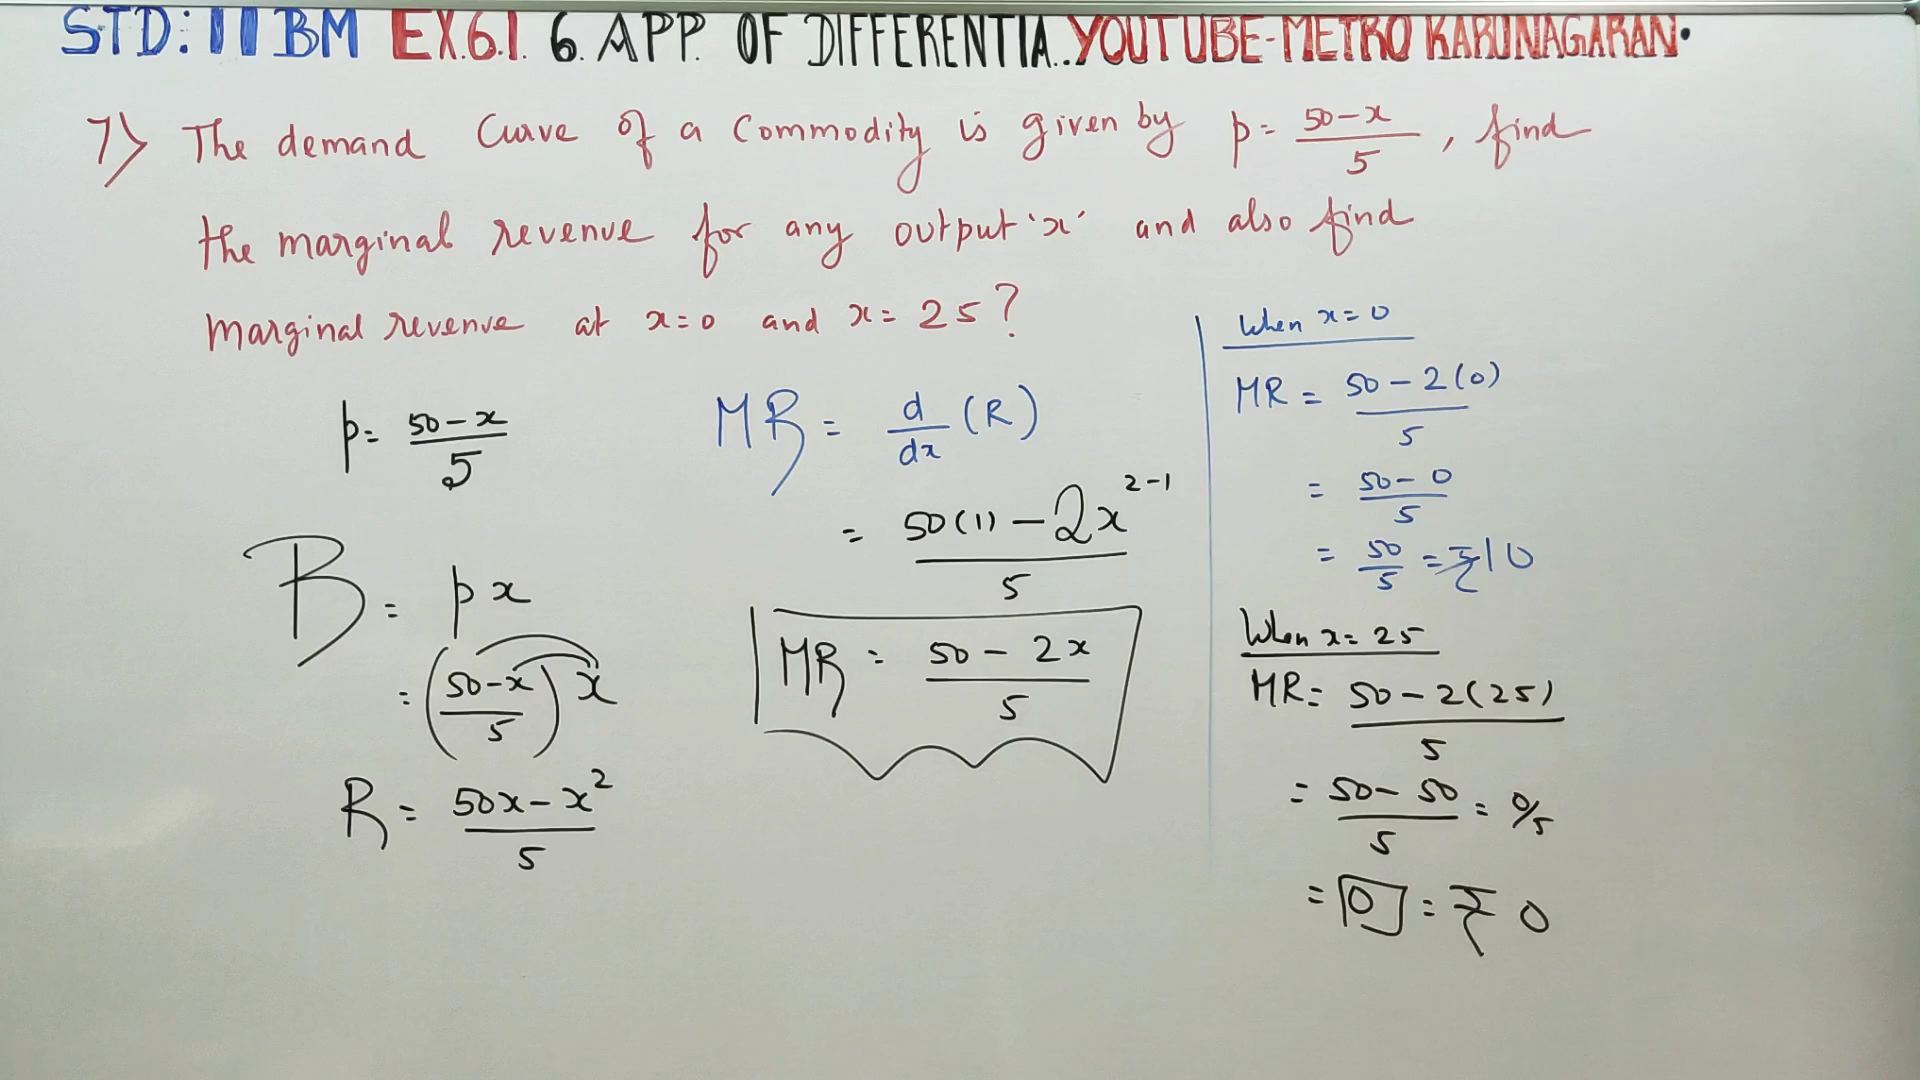 STD: 11 BM EX.6.1. 6. APP. OF DIFFERENTIA.. YOUTUBE-METRO KARUNAGARAN.
7) The demand Curve of a Commodity is given by p = (50-x)/5 , find
the marginal revenue for any output 'x' and also find
Marginal revenue at x=0 and x= 25?
p= (50-x)/5
R = px
= ((50-x)/5) x
R = (50x-x²)/5
MR = d/dx (R)
= (50(1) - 2x^(2-1))/5
MR = (50 - 2x)/5
When x=0
MR = (50-2(0))/5
= (50-0)/5
= 50/5 = ₹10
When x= 25
MR= (50-2(25))/5
= (50-50)/5 = 0/5
= 0 = ₹ 0